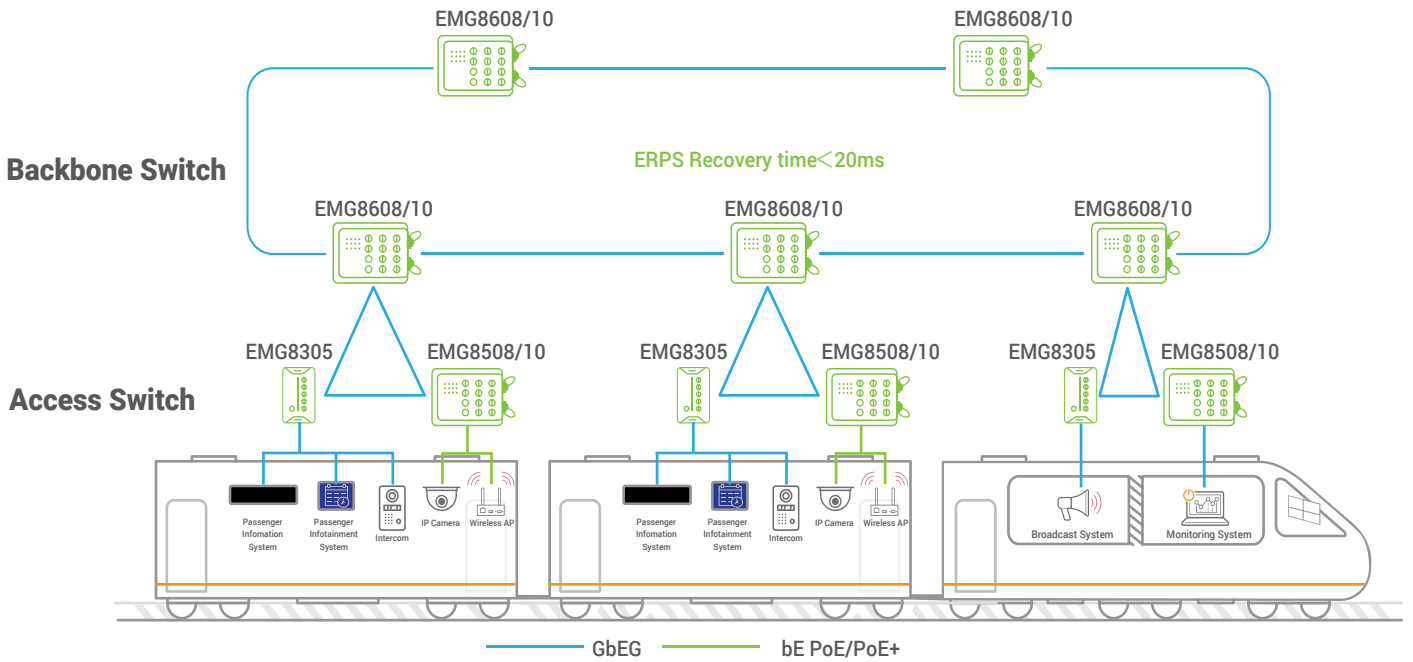 EMG8608/10
EMG8608/10
Backbone Switch
ERPS Recovery time<20ms
EMG8608/10
EMG8608/10
EMG8608/10
Access Switch
EMG8305
EMG8508/10
EMG8305
EMG8508/10
EMG8305
EMG8508/10
Passenger
Infomation
System
Passenger
Infotainment
System
Intercom
IP Camera
Wireless AP
Passenger
Infomation
System
Passenger
Infotainment
System
Intercom
IP Camera
Wireless AP
Broadcast System
Monitoring System
GbEG
bE PoE/PoE+